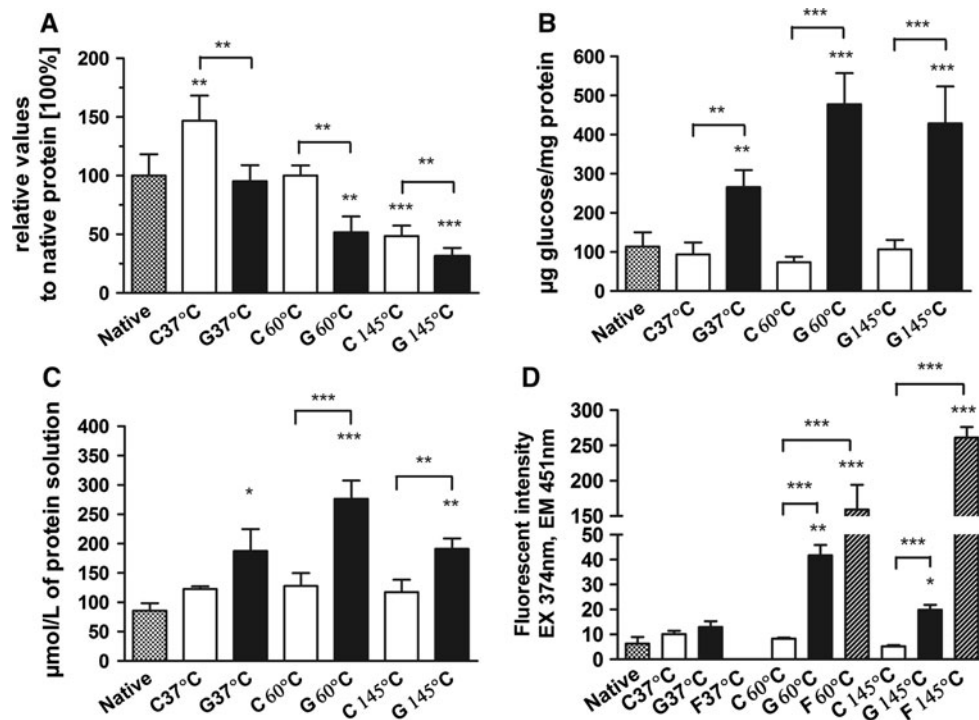 A
relative values
to native protein [100%]
200
150
100
50
0
**
**
**
**
**
***
***
Native
C37°C
G37°C
C 60°C
G 60°C
C 145°C
G 145°C
B
µg glucose/mg protein
600
500
400
300
200
100
0
**
**
***
***
***
***
Native
C37°C
G37°C
C 60°C
G 60°C
G 145°C
G 145°C
C
µmol/L of protein solution
400
350
300
250
200
150
100
50
0
*
***
***
**
**
Native
C37°C
G37°C
C 60°C
G 60°C
C 145°C
G 145°C
D
Fluorescent intensity
EX 374nm, EM 451nm
300
250
200
150
50
40
30
20
10
0
***
***
**
***
***
***
*
***
Native
C37°C
G37°C
F37°C
C 60°C
G 60°C
F 60°C
C 145°C
G 145°C
F 145°C